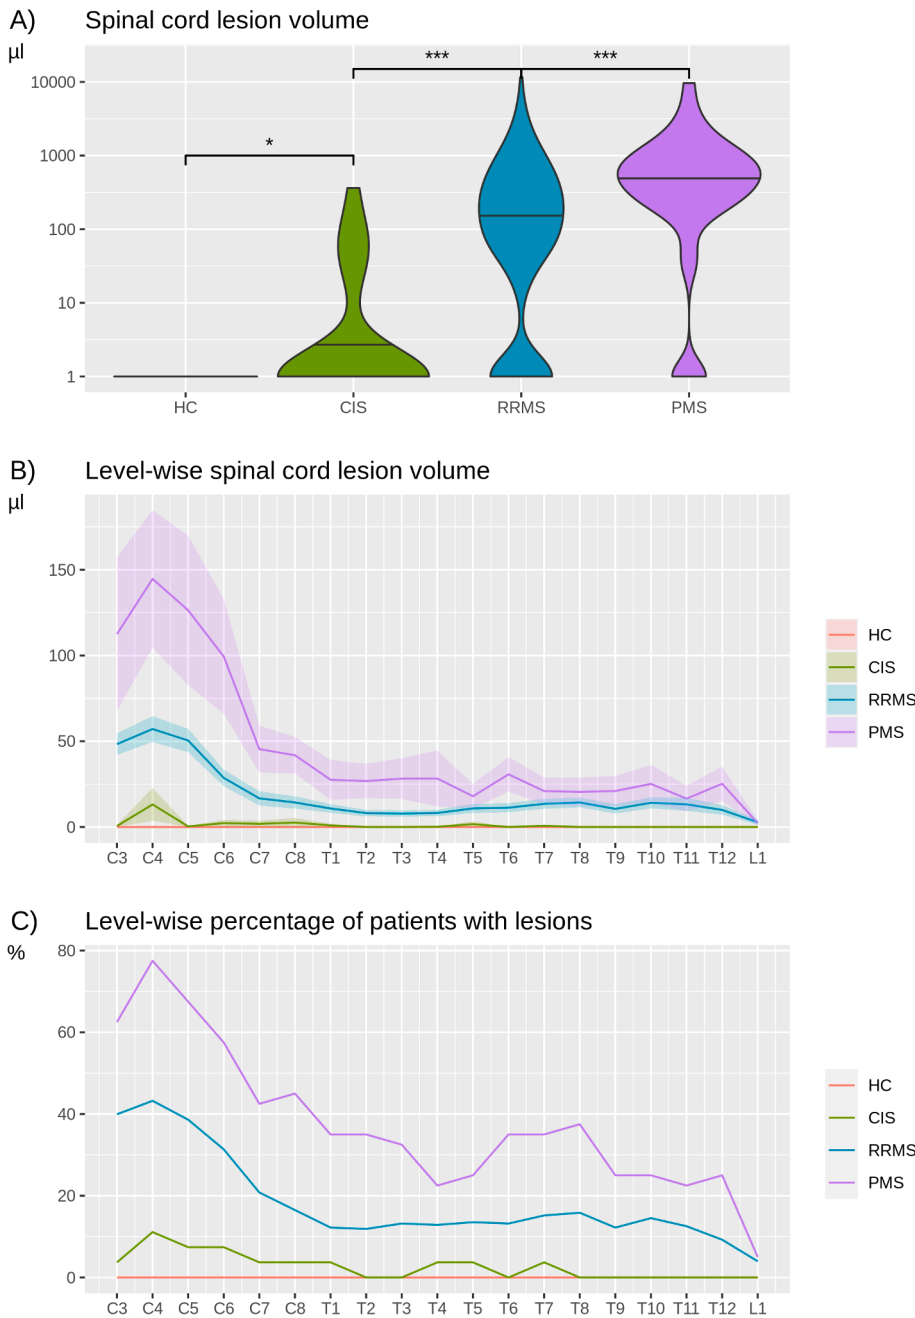 A) Spinal cord lesion volume
µl
*** ***
10000
*
1000
100
10
1
HC CIS RRMS PMS
B) Level-wise spinal cord lesion volume
µl
150
100
50
0
C3 C4 C5 C6 C7 C8 T1 T2 T3 T4 T5 T6 T7 T8 T9 T10 T11 T12 L1
HC
CIS
RRMS
PMS
C) Level-wise percentage of patients with lesions
%
80
60
40
20
0
C3 C4 C5 C6 C7 C8 T1 T2 T3 T4 T5 T6 T7 T8 T9 T10 T11 T12 L1
HC
CIS
RRMS
PMS